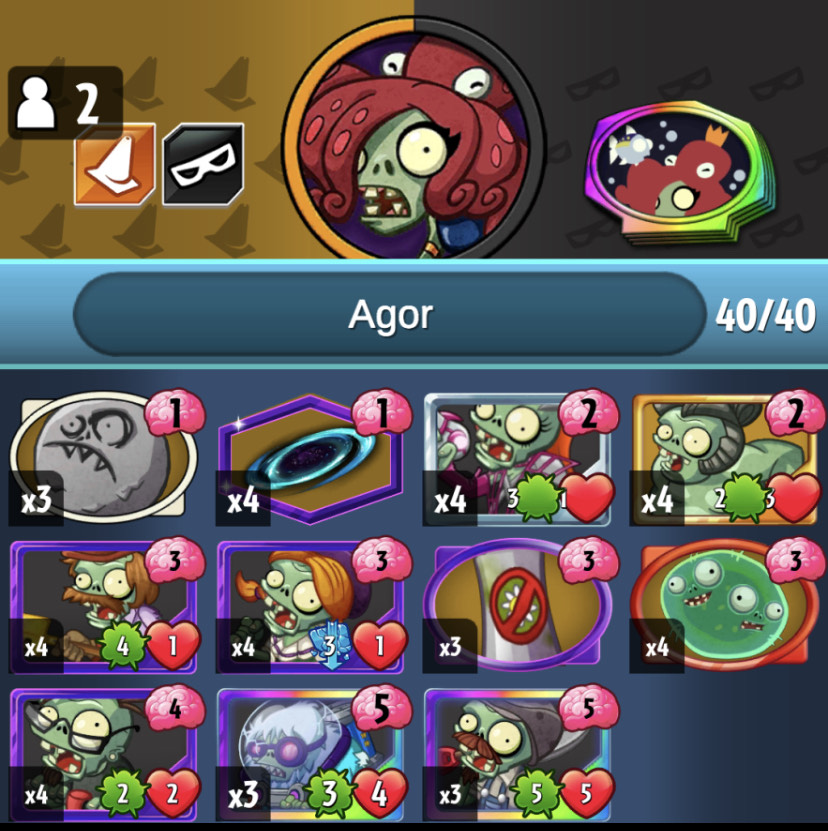 2
Agor 40/40
1 1 2 2
x3 x4 x4 3 1 x4 2 3
3 3 3 3
x4 4 1 x4 3 1 x3 x4
4 5 5
x4 2 2 x3 3 4 x3 5 5